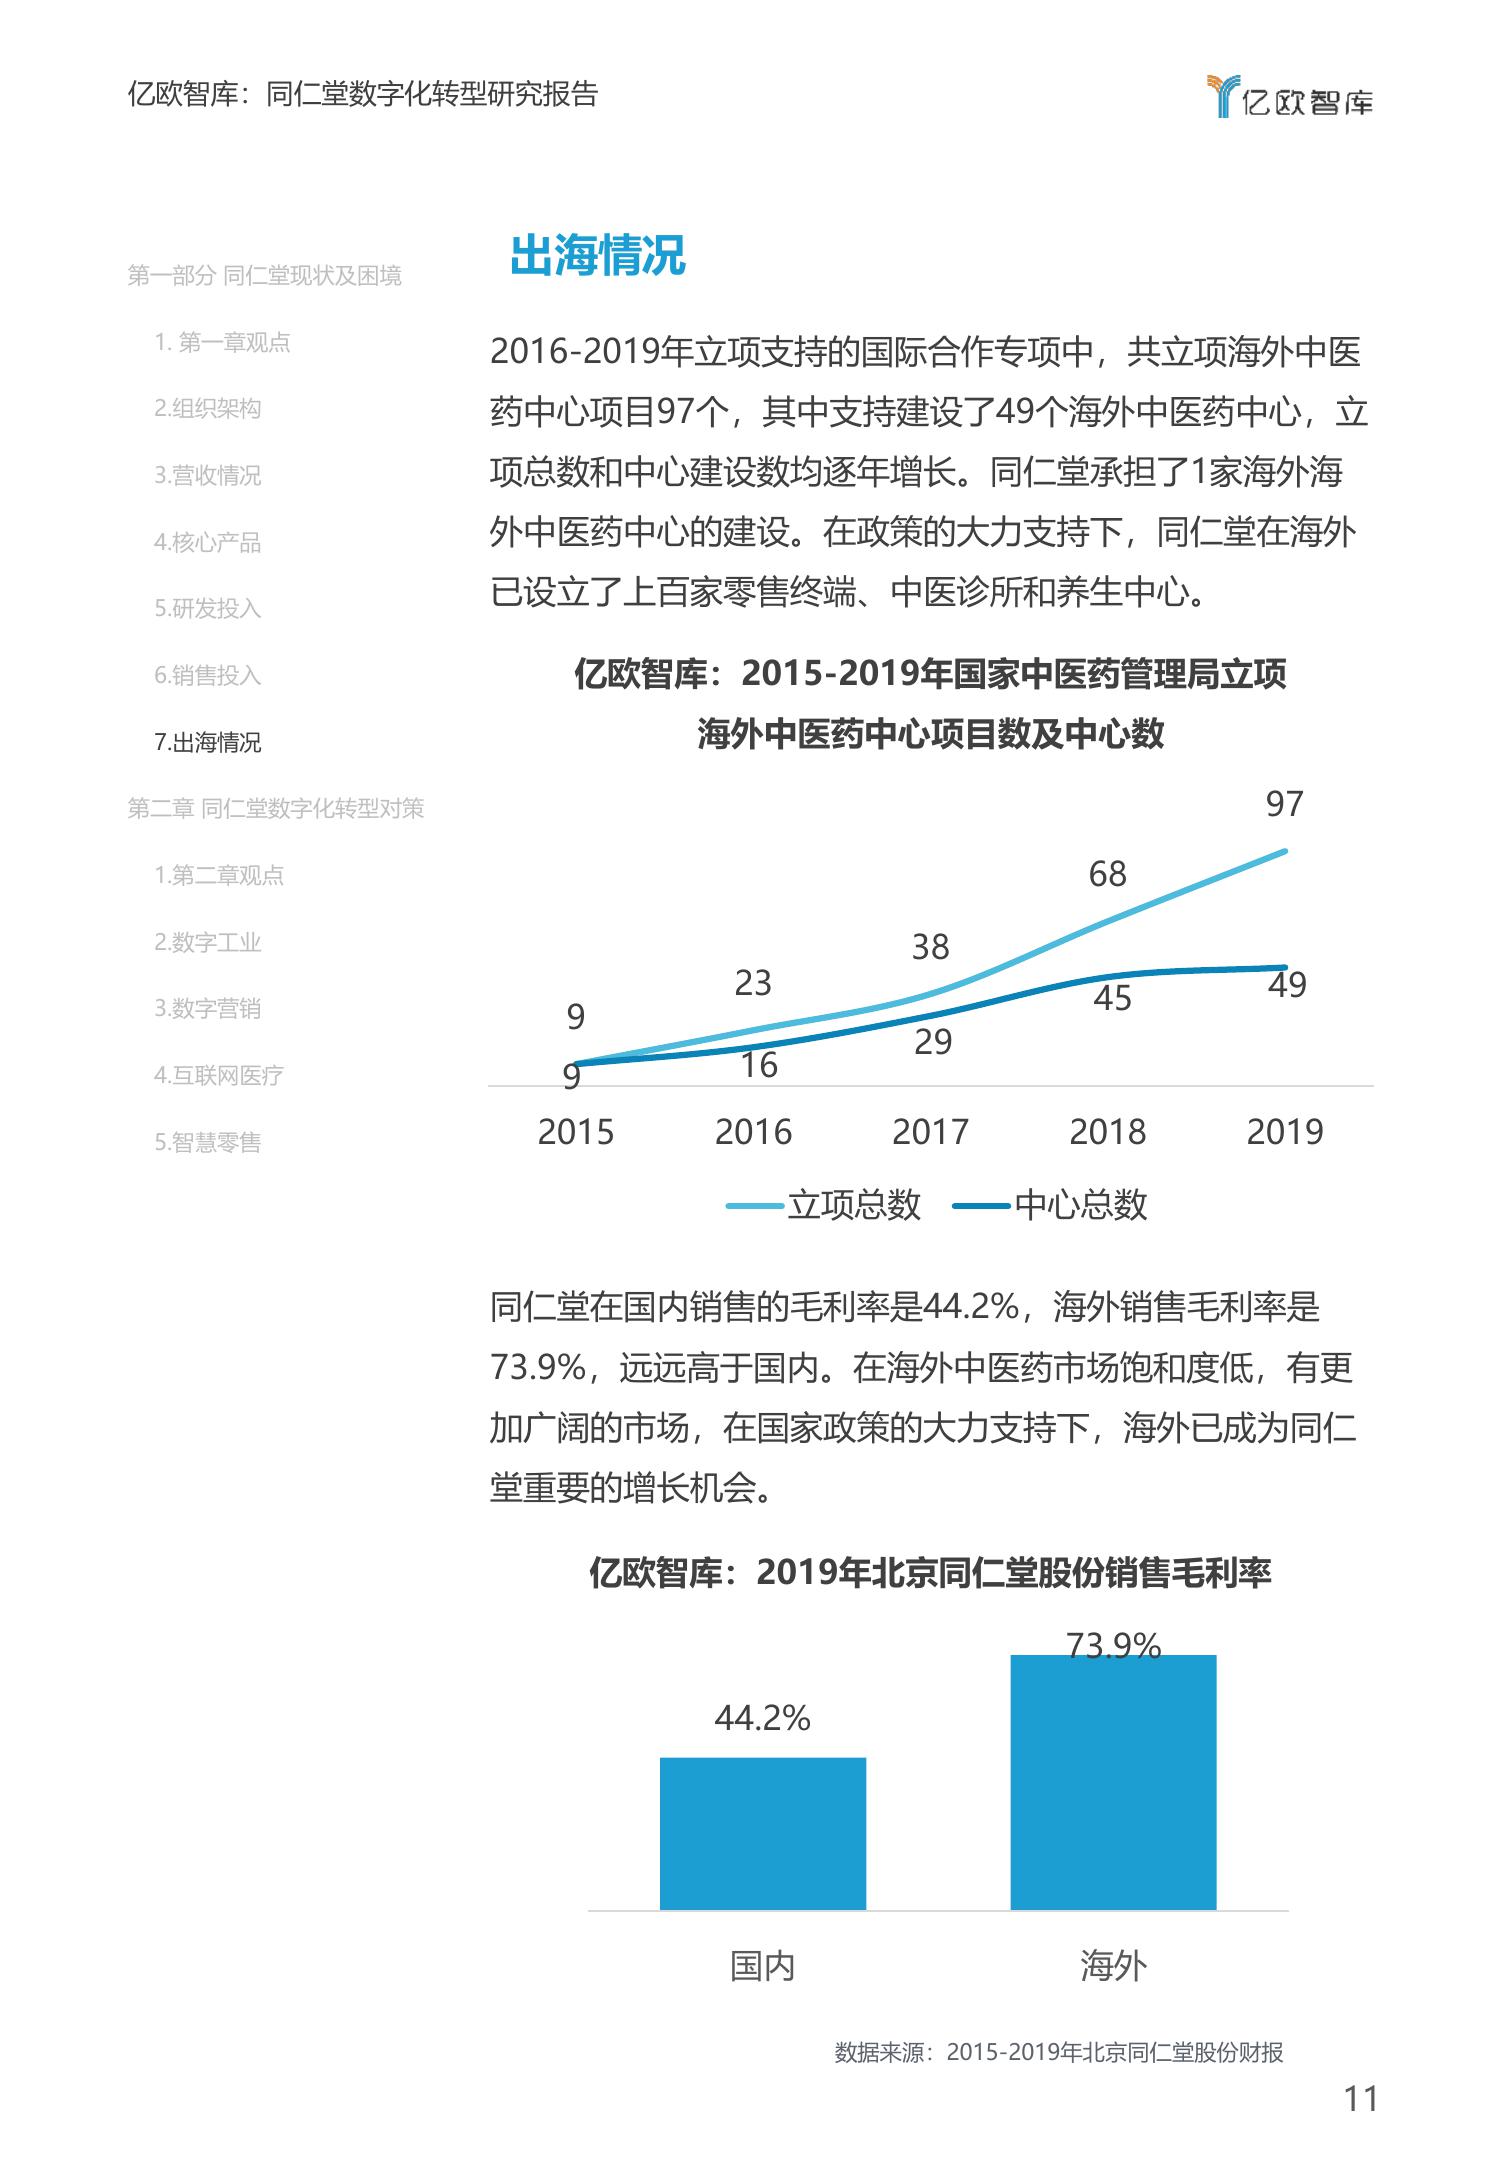 亿欧智库：同仁堂数字化转型研究报告
亿欧智库
第一部分 同仁堂现状及困境
1. 第一章观点
2.组织架构
3.营收情况
4.核心产品
5.研发投入
6.销售投入
7.出海情况
第二章 同仁堂数字化转型对策
1.第二章观点
2.数字工业
3.数字营销
4.互联网医疗
5.智慧零售
出海情况
2016-2019年立项支持的国际合作专项中，共立项海外中医
药中心项目97个，其中支持建设了49个海外中医药中心，立
项总数和中心建设数均逐年增长。同仁堂承担了1家海外海
外中医药中心的建设。在政策的大力支持下，同仁堂在海外
已设立了上百家零售终端、中医诊所和养生中心。
亿欧智库：2015-2019年国家中医药管理局立项
海外中医药中心项目数及中心数
97
68
38
23
9
49
45
29
16
9
2015 2016 2017 2018 2019
立项总数 中心总数
同仁堂在国内销售的毛利率是44.2%，海外销售毛利率是
73.9%，远远高于国内。在海外中医药市场饱和度低，有更
加广阔的市场，在国家政策的大力支持下，海外已成为同仁
堂重要的增长机会。
亿欧智库：2019年北京同仁堂股份销售毛利率
73.9%
44.2%
国内 海外
数据来源：2015-2019年北京同仁堂股份财报
11